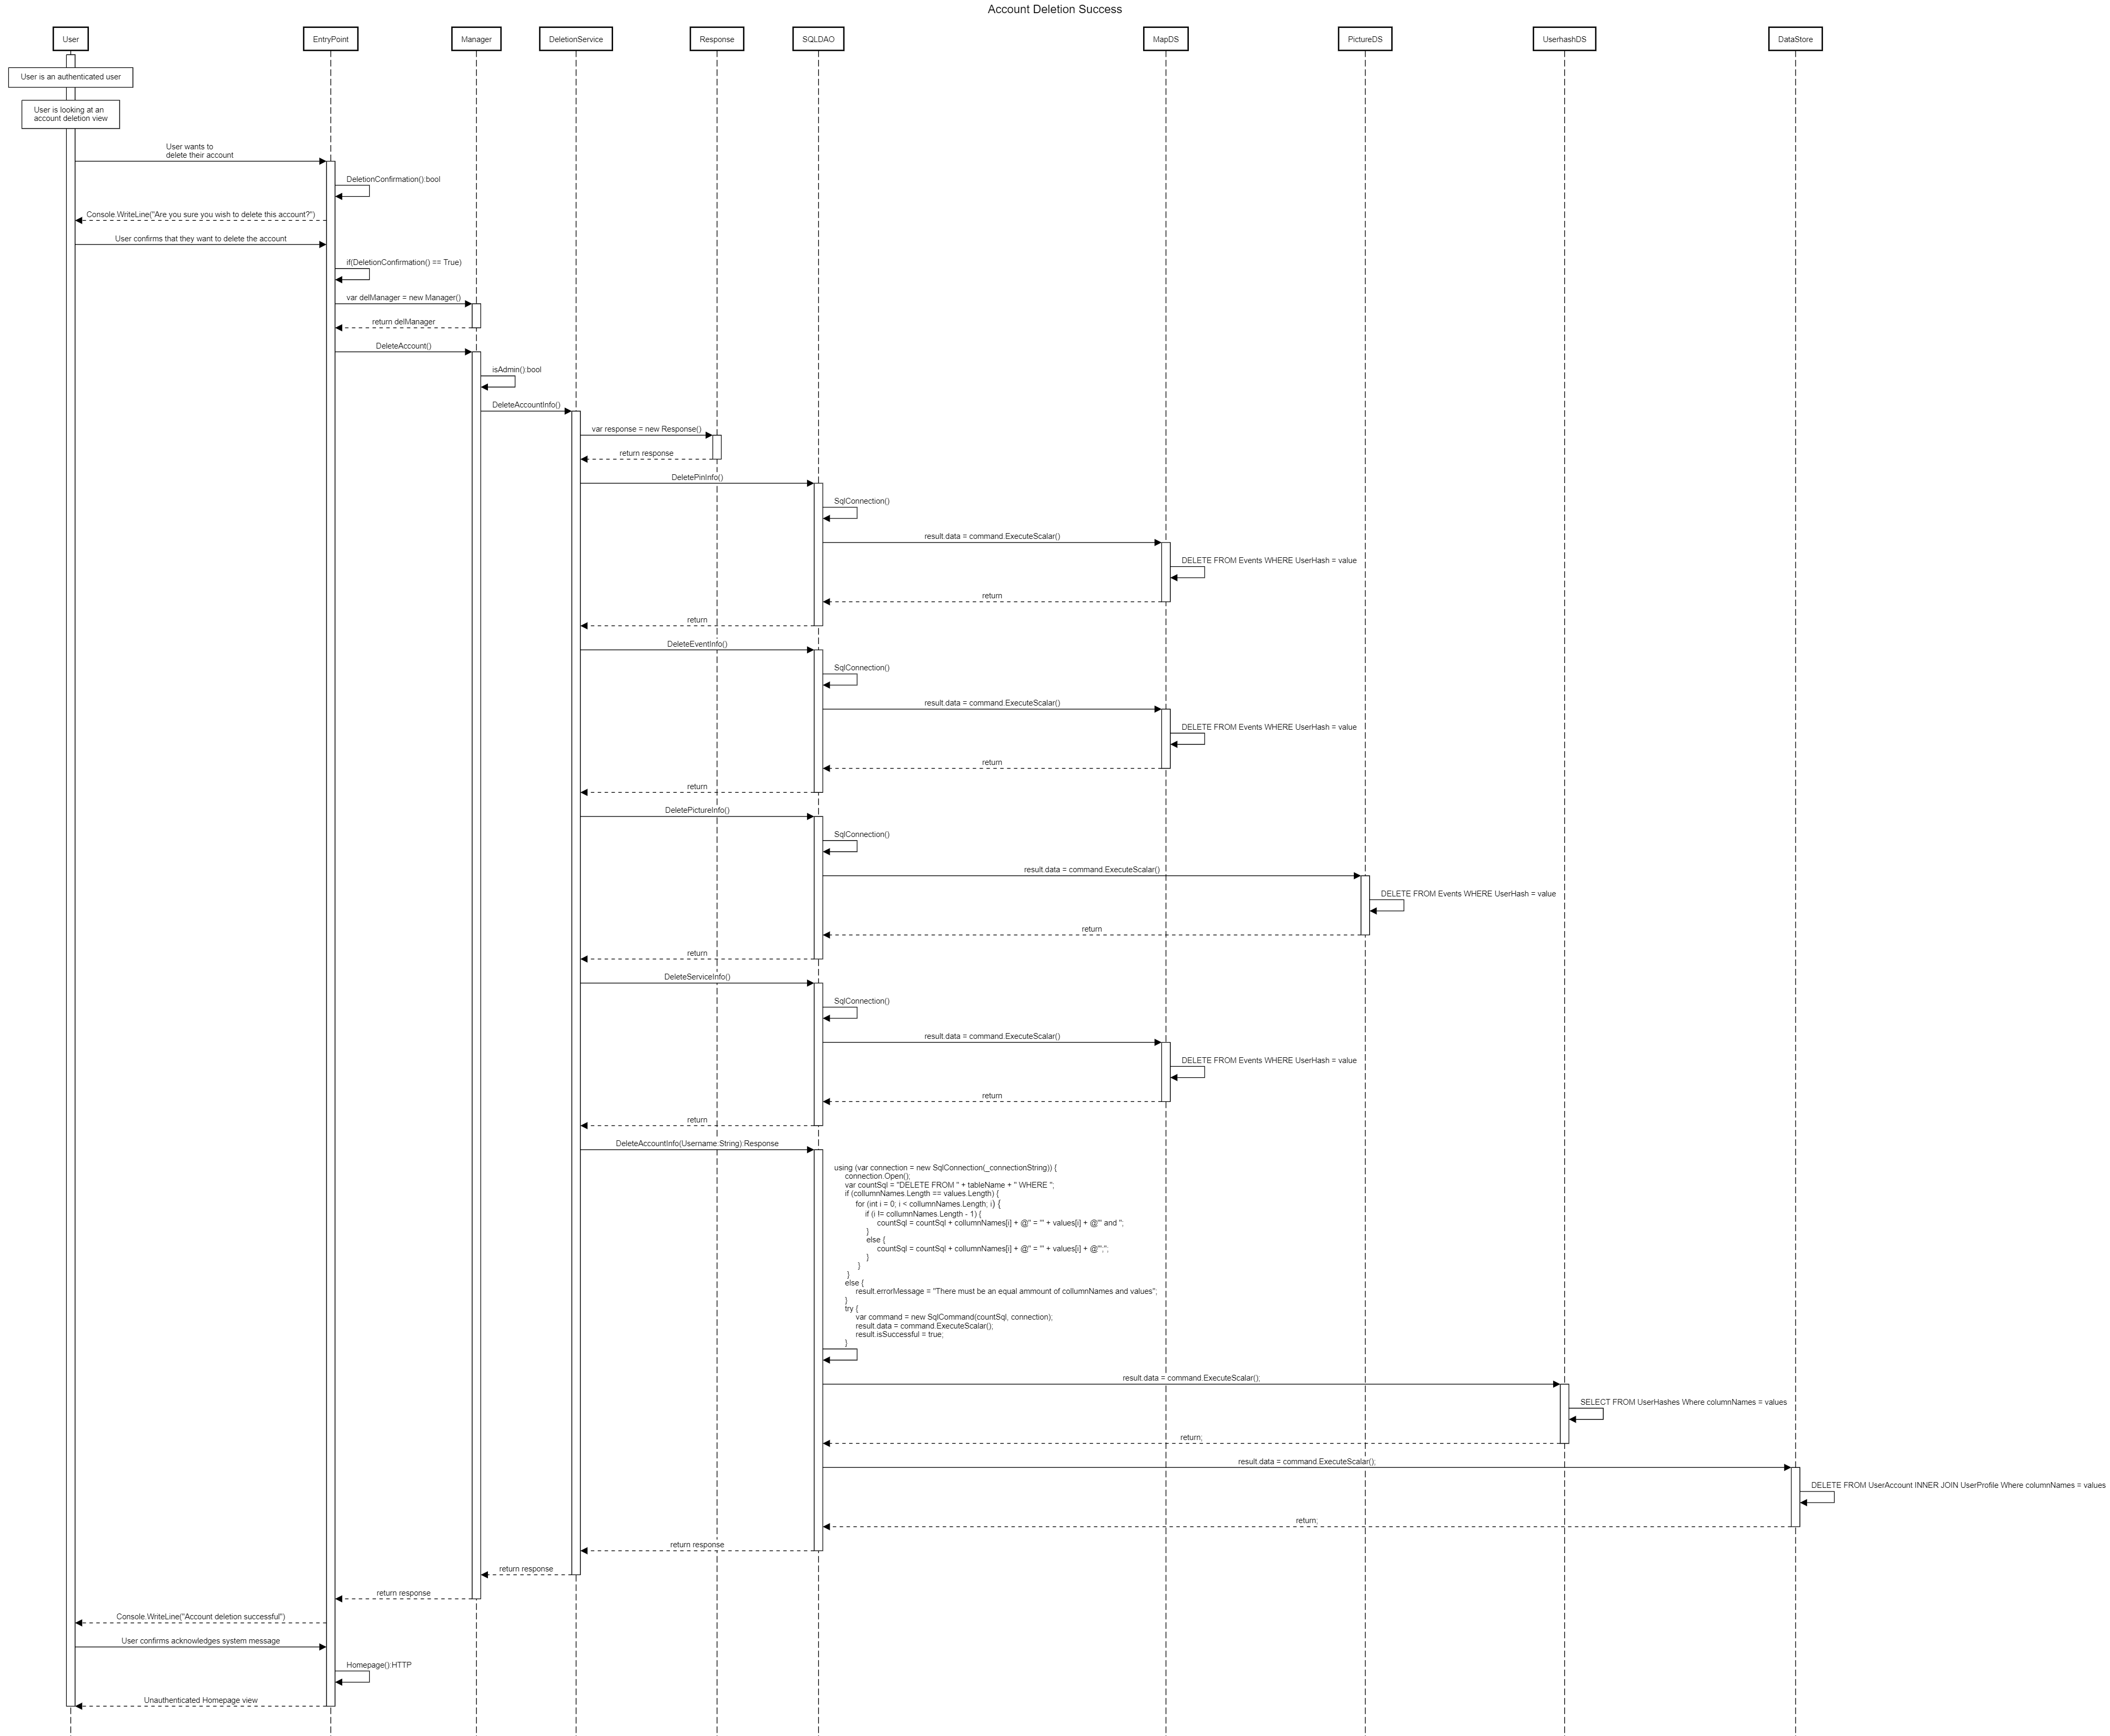 Account Deletion Success
User
EntryPoint
Manager
DeletionService
Response
SQLDAO
MapDS
PictureDS
UserhashDS
DataStore
User is an authenticated user
User is looking at an
account deletion view
User wants to
delete their account
DeletionConfirmation():bool
Console.WriteLine("Are you sure you wish to delete this account?")
User confirms that they want to delete the account
if(DeletionConfirmation() == True)
var delManager = new Manager()
return delManager
DeleteAccount()
isAdmin():bool
DeleteAccountInfo()
var response = new Response()
return response
DeletePinInfo()
SqlConnection()
result.data = command.ExecuteScalar()
DELETE FROM Events WHERE UserHash = value
return
return
DeleteEventInfo()
SqlConnection()
result.data = command.ExecuteScalar()
DELETE FROM Events WHERE UserHash = value
return
return
DeletePictureInfo()
SqlConnection()
result.data = command.ExecuteScalar()
DELETE FROM Events WHERE UserHash = value
return
return
DeleteServiceInfo()
SqlConnection()
result.data = command.ExecuteScalar()
DELETE FROM Events WHERE UserHash = value
return
return
DeleteAccountInfo(Username:String):Response
using (var connection = new SqlConnection(_connectionString)) {
connection.Open();
var countSql = "DELETE FROM " + tableName + " WHERE ";
if (collumnNames.Length == values.Length) {
for (int i = 0; i < collumnNames.Length; i) {
if (i != collumnNames.Length - 1) {
countSql = countSql + collumnNames[i] + @" = '" + values[i] + @"' and ";
}
else {
countSql = countSql + collumnNames[i] + @" = '" + values[i] + @"';";
}
}
}
else {
result.errorMessage = "There must be an equal ammount of collumnNames and values";
}
try {
var command = new SqlCommand(countSql, connection);
result.data = command.ExecuteScalar();
result.isSuccessful = true;
}
result.data = command.ExecuteScalar();
SELECT FROM UserHashes Where columnNames = values
return;
result.data = command.ExecuteScalar();
DELETE FROM UserAccount INNER JOIN UserProfile Where columnNames = values
return;
return response
return response
return response
Console.WriteLine("Account deletion successful")
User confirms acknowledges system message
Homepage():HTTP
Unauthenticated Homepage view